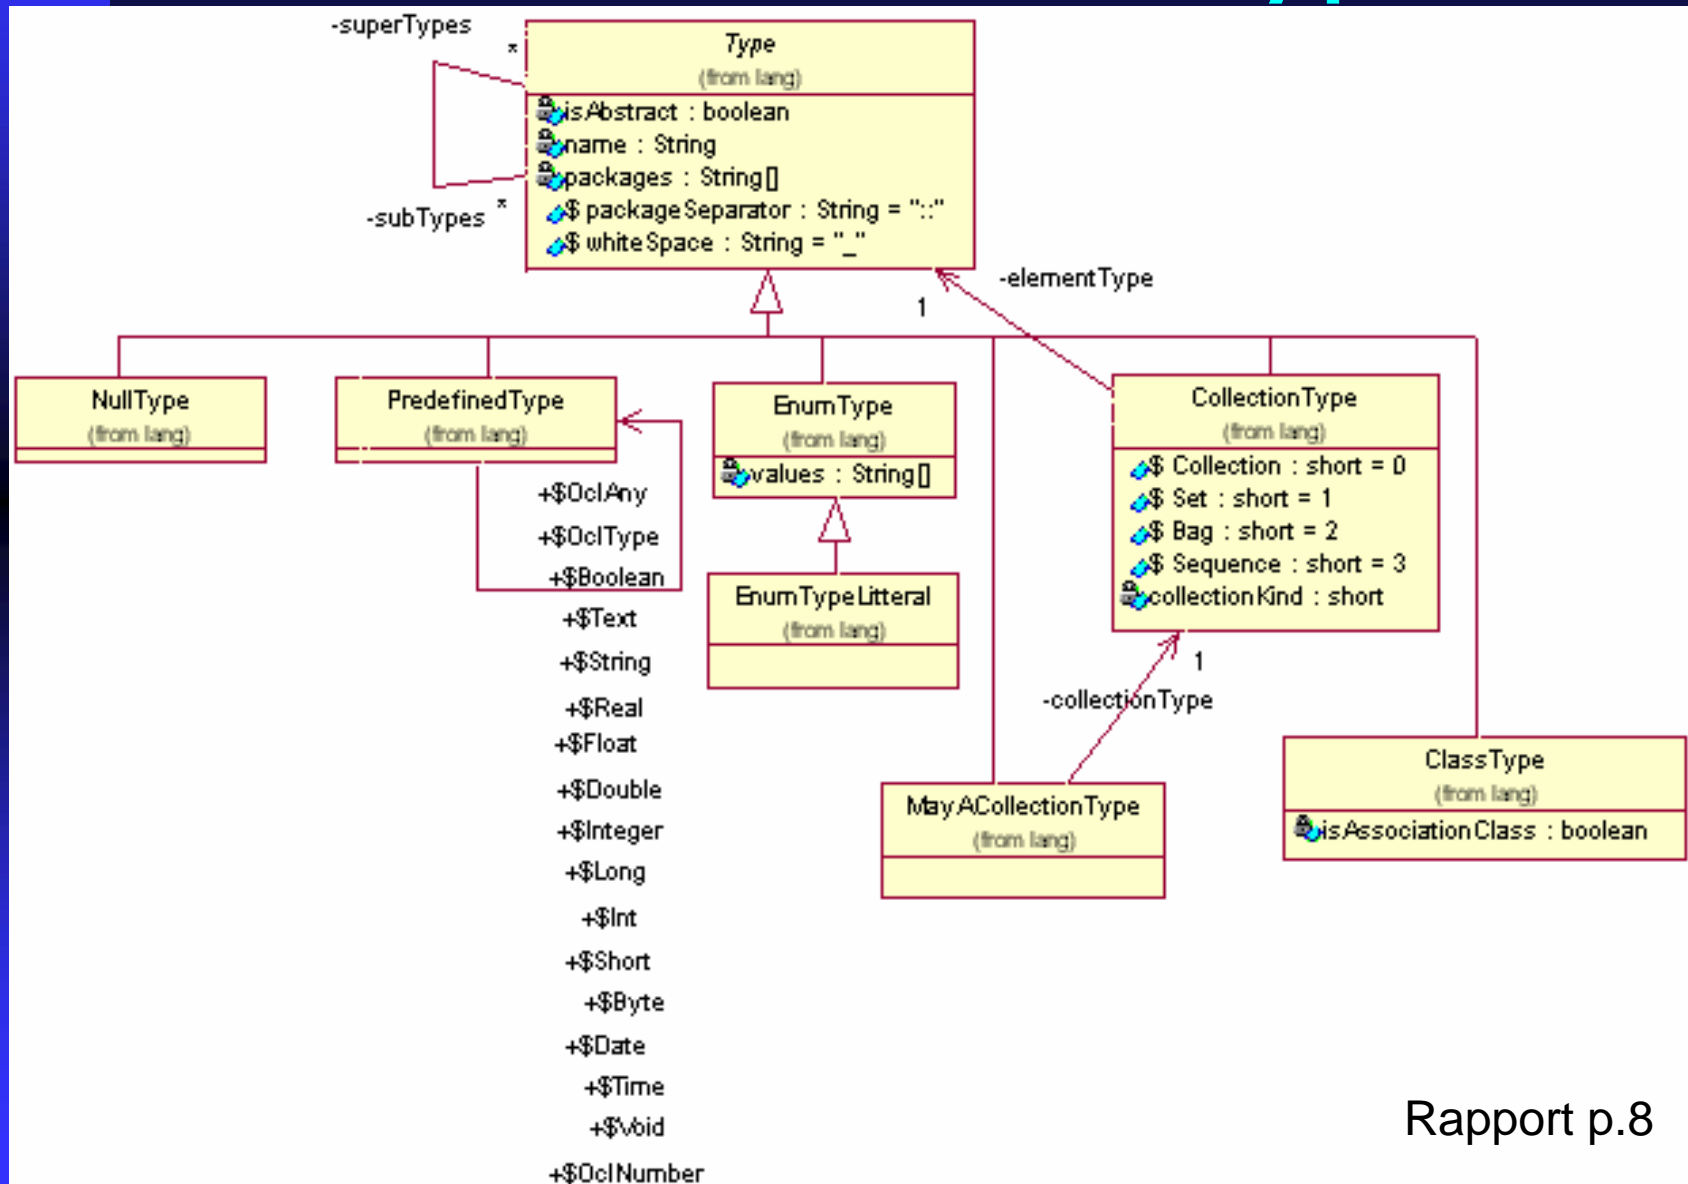 -superTypes
*
Type
(from lang)
isAbstract : boolean
name : String
packages : String[]
$ packageSeparator : String = "::"
$ whiteSpace : String = "_"
-subTypes *
-elementType
1
NullType
(from lang)
PredefinedType
(from lang)
EnumType
(from lang)
values : String[]
CollectionType
(from lang)
$ Collection : short = 0
$ Set : short = 1
$ Bag : short = 2
$ Sequence : short = 3
collectionKind : short
+$OclAny
+$OclType
+$Boolean
+$Text
+$String
+$Real
+$Float
+$Double
+$Integer
+$Long
+$Int
+$Short
+$Byte
+$Date
+$Time
+$Void
+$OclNumber
EnumTypeLitteral
(from lang)
1
-collectionType
MayACollectionType
(from lang)
ClassType
(from lang)
isAssociationClass : boolean
Rapport p.8